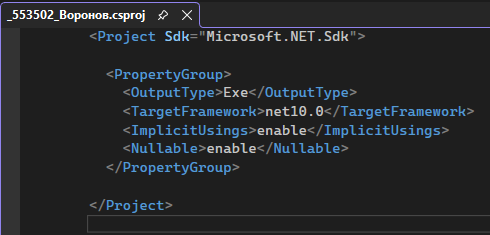 _553502_Воронов.csproj
<Project Sdk="Microsoft.NET.Sdk">
<PropertyGroup>
<OutputType>Exe</OutputType>
<TargetFramework>net10.0</TargetFramework>
<ImplicitUsings>enable</ImplicitUsings>
<Nullable>enable</Nullable>
</PropertyGroup>
</Project>